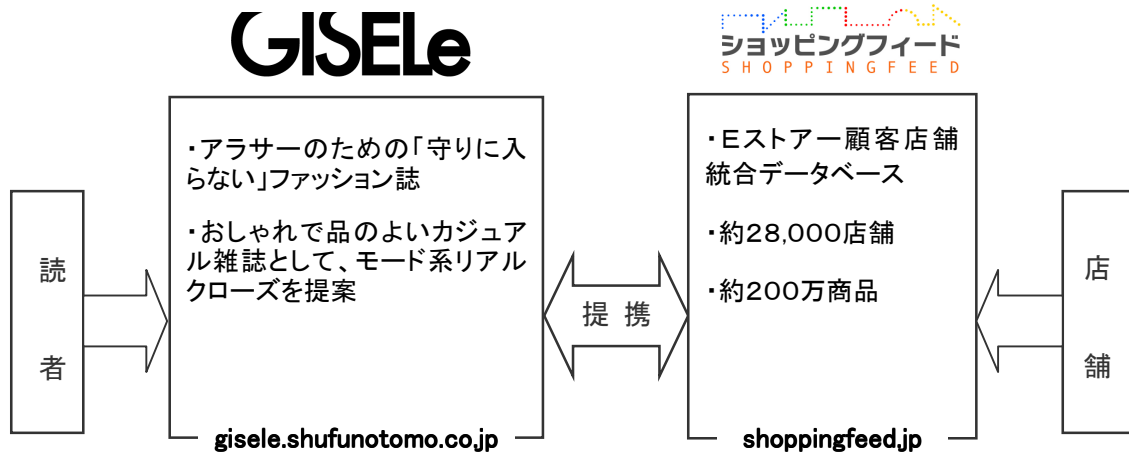 GISELe
ショッピングフィード
SHOPPINGFEED
・アラサーのための「守りに入
らない」ファッション誌
・おしゃれで品のよいカジュア
ル雑誌として、モード系リアル
クローズを提案
・Eストアー顧客店舗
統合データベース
・約28,000店舗
・約200万商品
読者
提携
店舗
gisele.shufunotomo.co.jp
shoppingfeed.jp